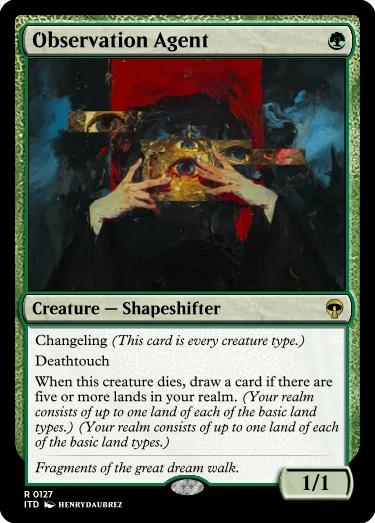 Observation Agent
Creature — Shapeshifter
Changeling (This card is every creature type.)
Deathtouch
When this creature dies, draw a card if there are
five or more lands in your realm. (Your realm
consists of up to one land of each of the basic land
types.) (Your realm consists of up to one land of each
of the basic land types.)
Fragments of the great dream walk.
1/1
R 0127
ITD HENRYDAUBREZ